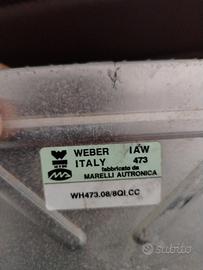 WEBER IAW
ITALY 473
fabbricato da
MARELLI AUTRONICA
WH473.08/8QI.CC
subito